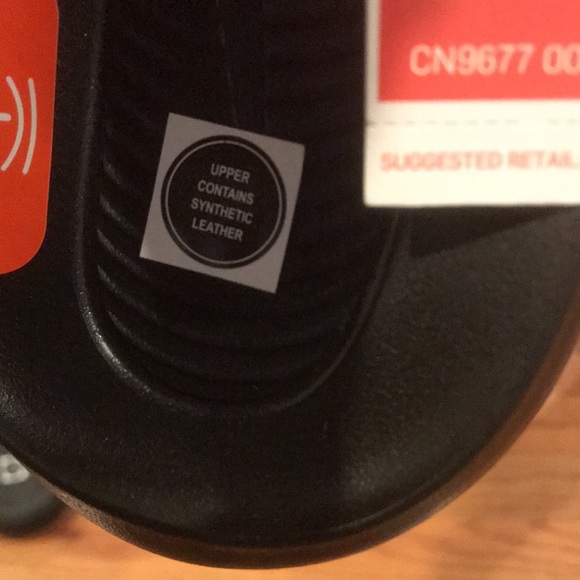 CN9677 00
SUGGESTED RETAIL
UPPER
CONTAINS
SYNTHETIC
LEATHER